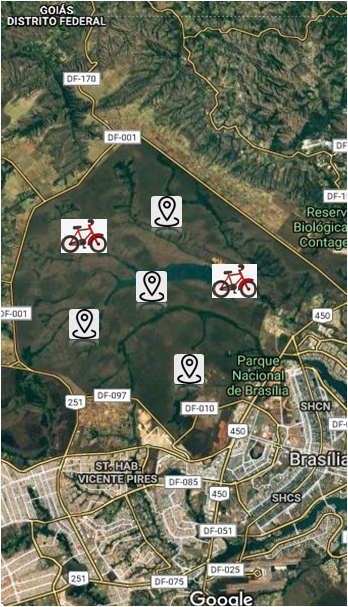 GOIÁS
DISTRITO FEDERAL
DF-170
DF-001
DF-1
Reserv
Biológica
Contage
DF-001
450
Parque
Nacional
de Brasília
251
DF-097
DF-010
SHCN
450
DF-0
Brasília
ST. HAB.
VICENTE PIRES
DF-085
450
SHCS
DF-051
251
DF-075
DF-025
Google